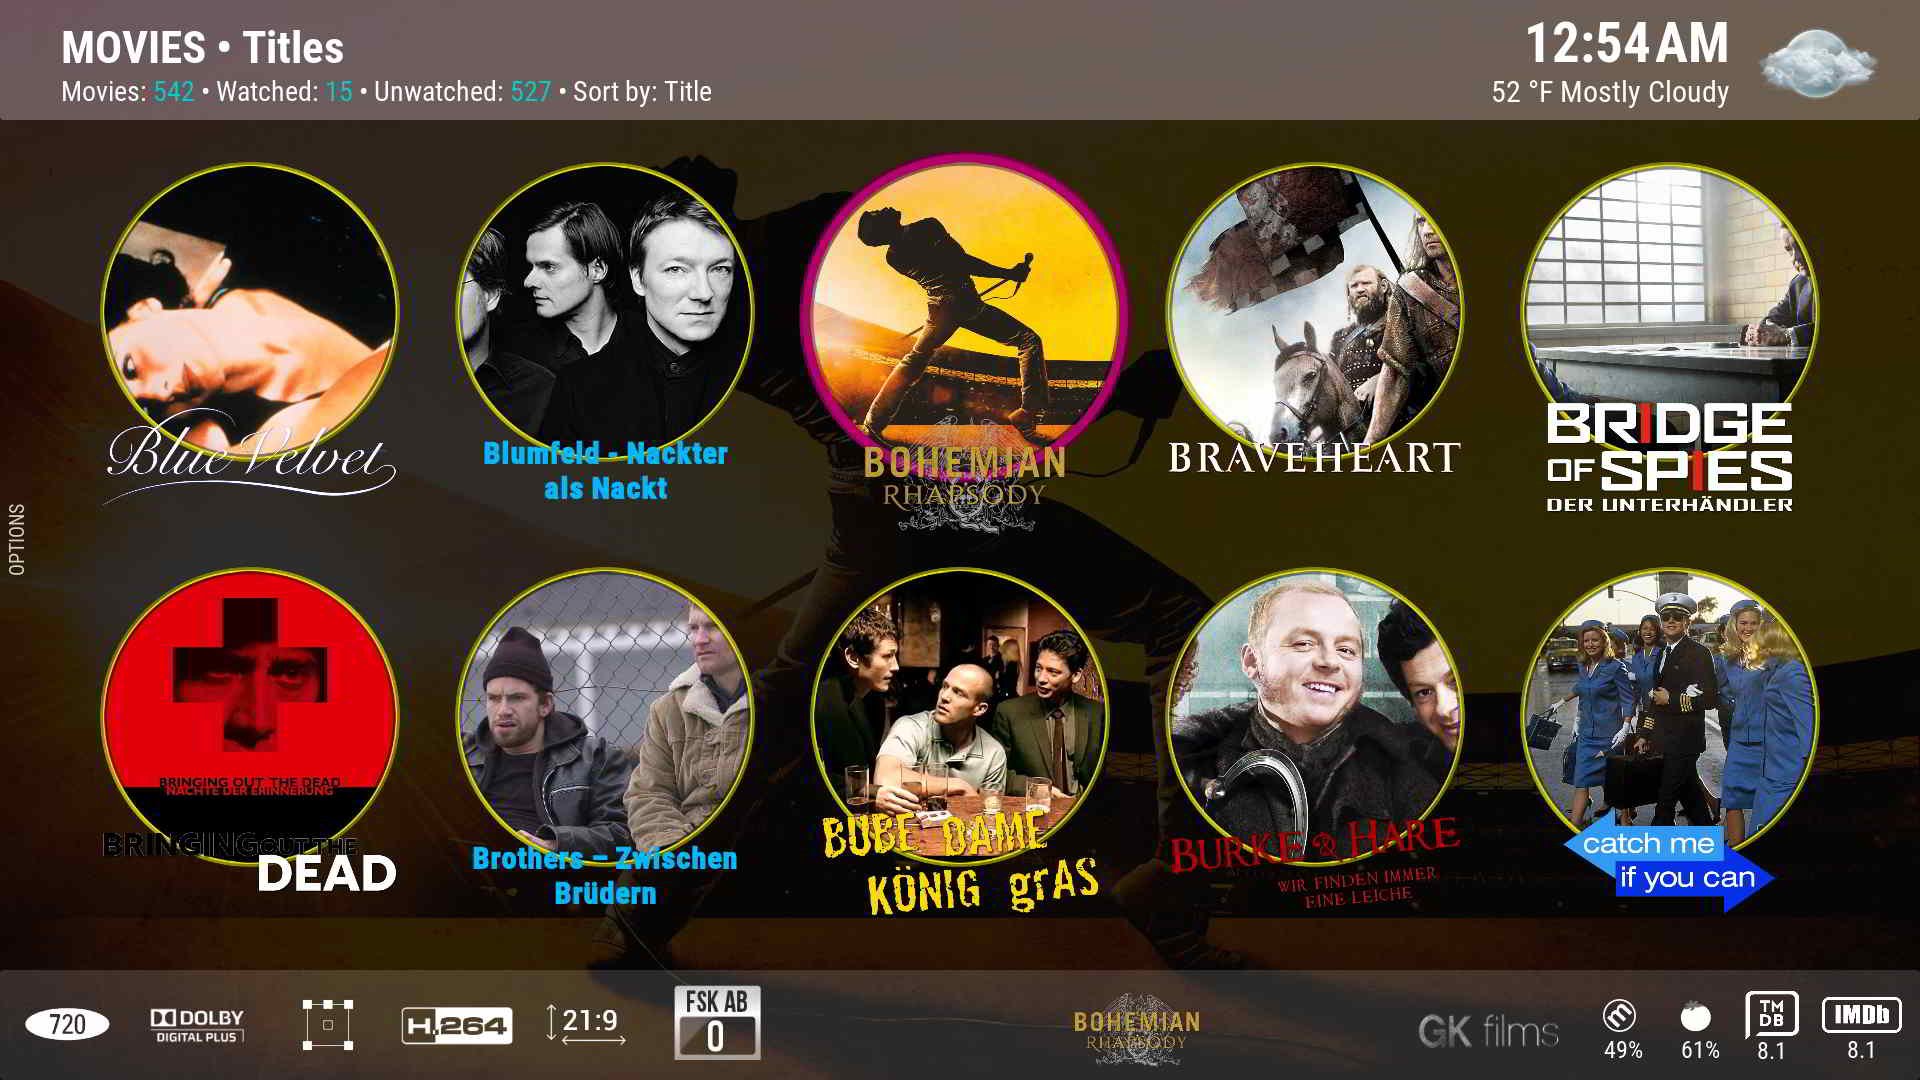 MOVIES • Titles
Movies: 542 • Watched: 15 • Unwatched: 527 • Sort by: Title
12:54 AM
52 °F Mostly Cloudy
OPTIONS
Blue Velvet
Blumfeld - Nackter
als Nackt
BOHEMIAN
RHAPSODY
BRAVEHEART
BRIDGE
OF SPIES
DER UNTERHÄNDLER
BRINGING OUT THE DEAD
NÄCHTE DER ERINNERUNG
BRINGING OUT THE
DEAD
Brothers – Zwischen
Brüdern
BUBE DAME
KÖNIG grAS
BURKE & HARE
WIR FINDEN IMMER
EINE LEICHE
catch me
if you can
720
DOLBY
DIGITAL PLUS
H.264
21:9
FSK AB
0
BOHEMIAN
RHAPSODY
GK films
m
49%
61%
TM
DB
8.1
IMDb
8.1